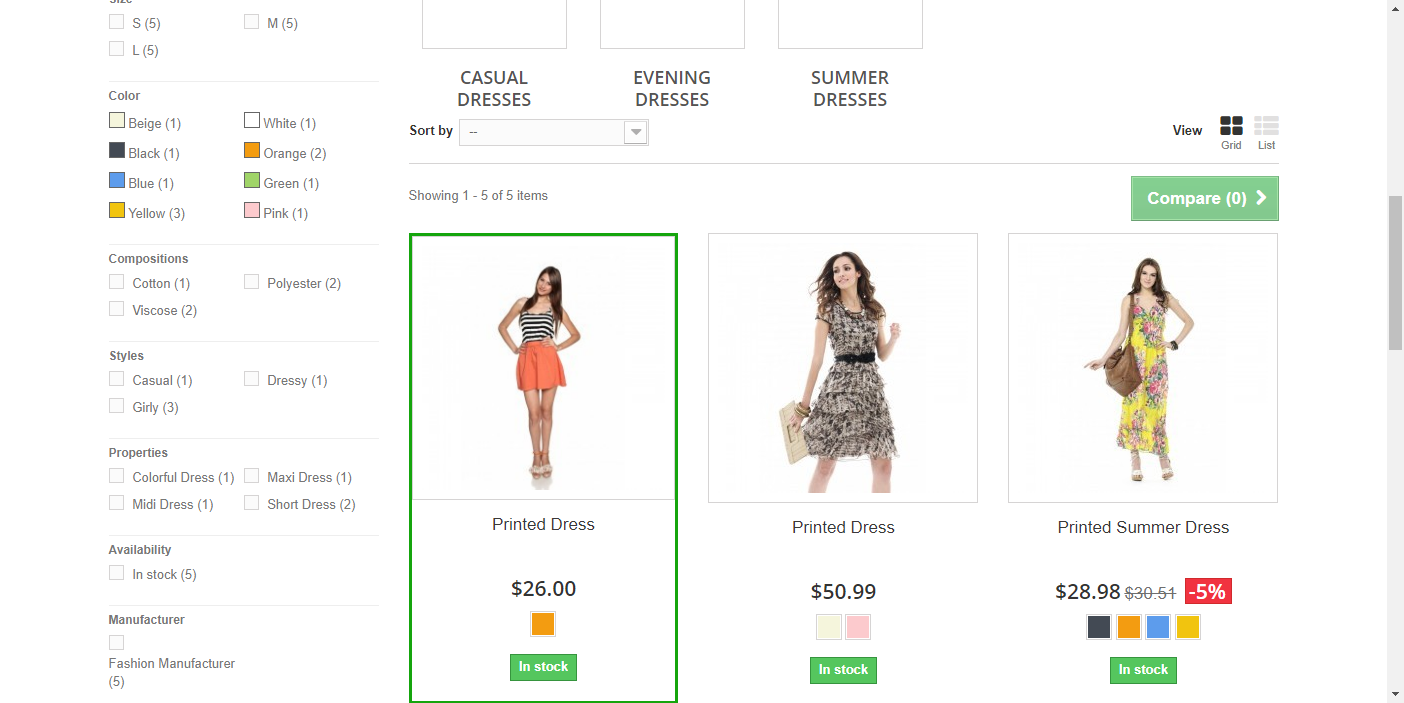 Size
S (5)
M (5)
L (5)
Color
Beige (1)
White (1)
Black (1)
Orange (2)
Blue (1)
Green (1)
Yellow (3)
Pink (1)
Compositions
Cotton (1)
Polyester (2)
Viscose (2)
Styles
Casual (1)
Dressy (1)
Girly (3)
Properties
Colorful Dress (1)
Maxi Dress (1)
Midi Dress (1)
Short Dress (2)
Availability
In stock (5)
Manufacturer
Fashion Manufacturer
(5)
CASUAL
DRESSES
EVENING
DRESSES
SUMMER
DRESSES
Sort by
--
View
Grid
List
Showing 1 - 5 of 5 items
Compare (0)
Printed Dress
$26.00
In stock
Printed Dress
$50.99
In stock
Printed Summer Dress
$28.98 $30.51 -5%
In stock